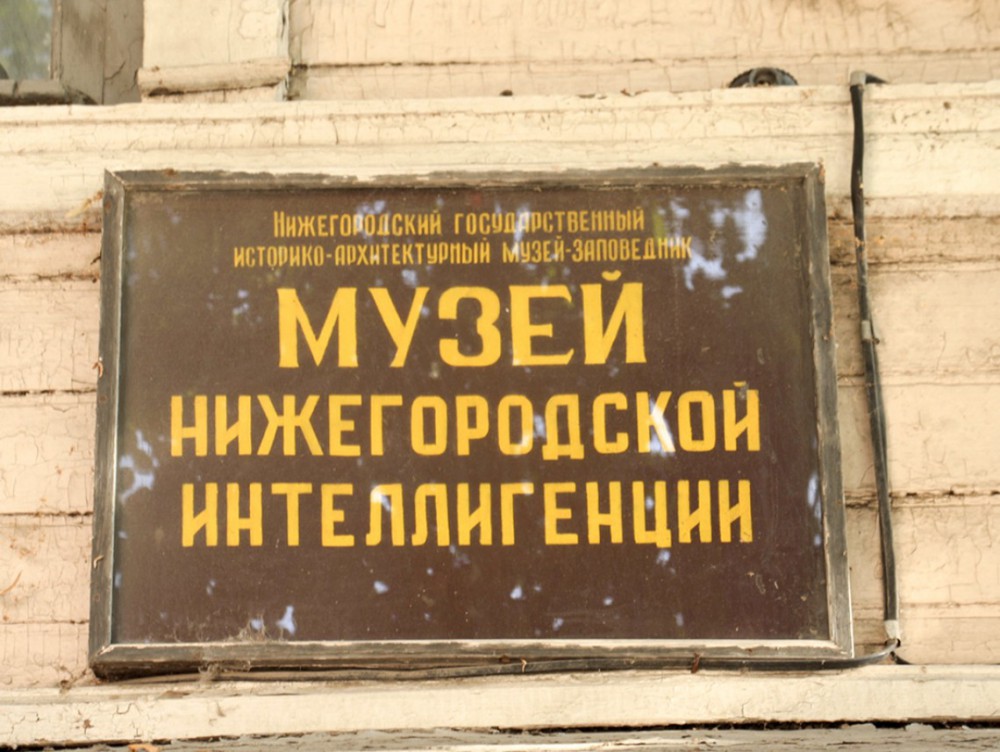 Нижегородский государственный
историко-архитектурный музей-заповедник
МУЗЕЙ
НИЖЕГОРОДСКОЙ
ИНТЕЛЛИГЕНЦИИ